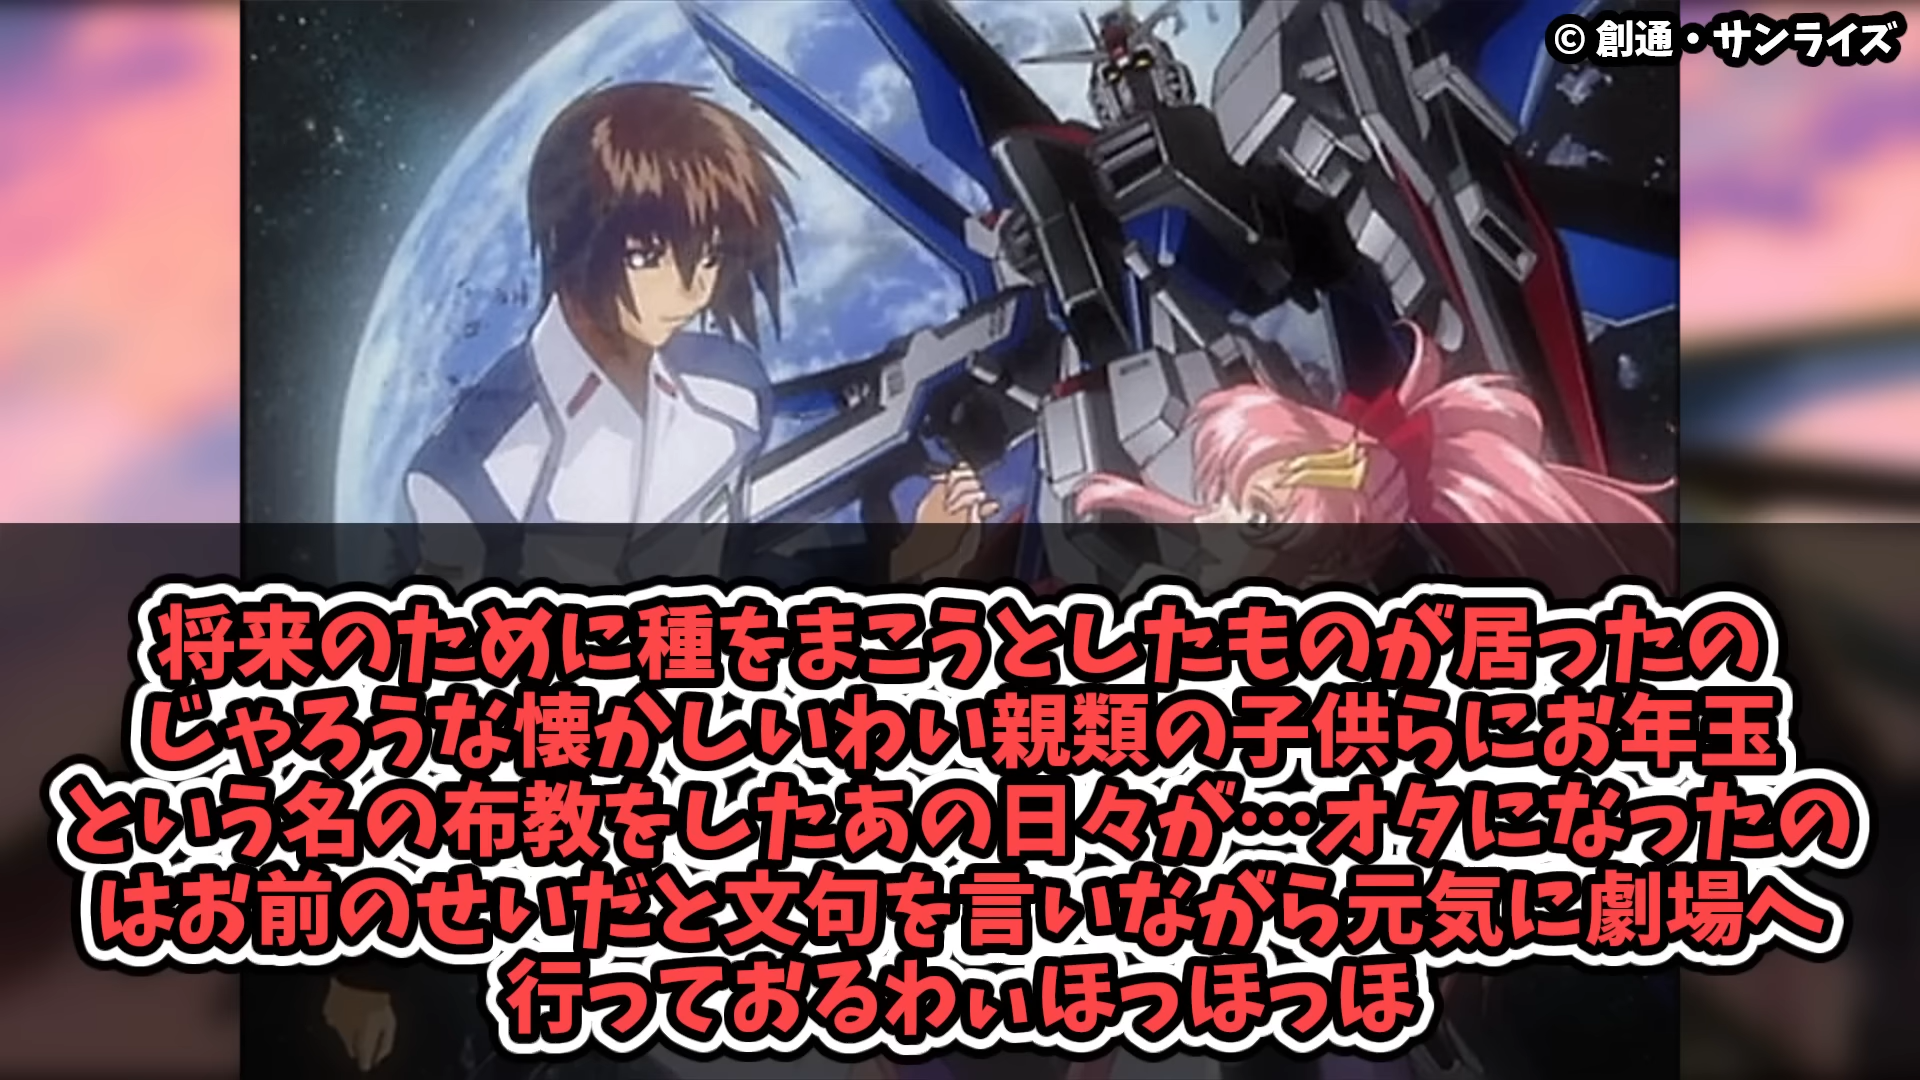 © 創通・サンライズ
将来のために種をまこうとしたものが居ったの
じゃろうな懐かしいわい親類の子供らにお年玉
という名の布教をしたあの日々が…オタになったの
はお前のせいだと文句を言いながら元気に劇場へ
行っておるわぃほっほっほ